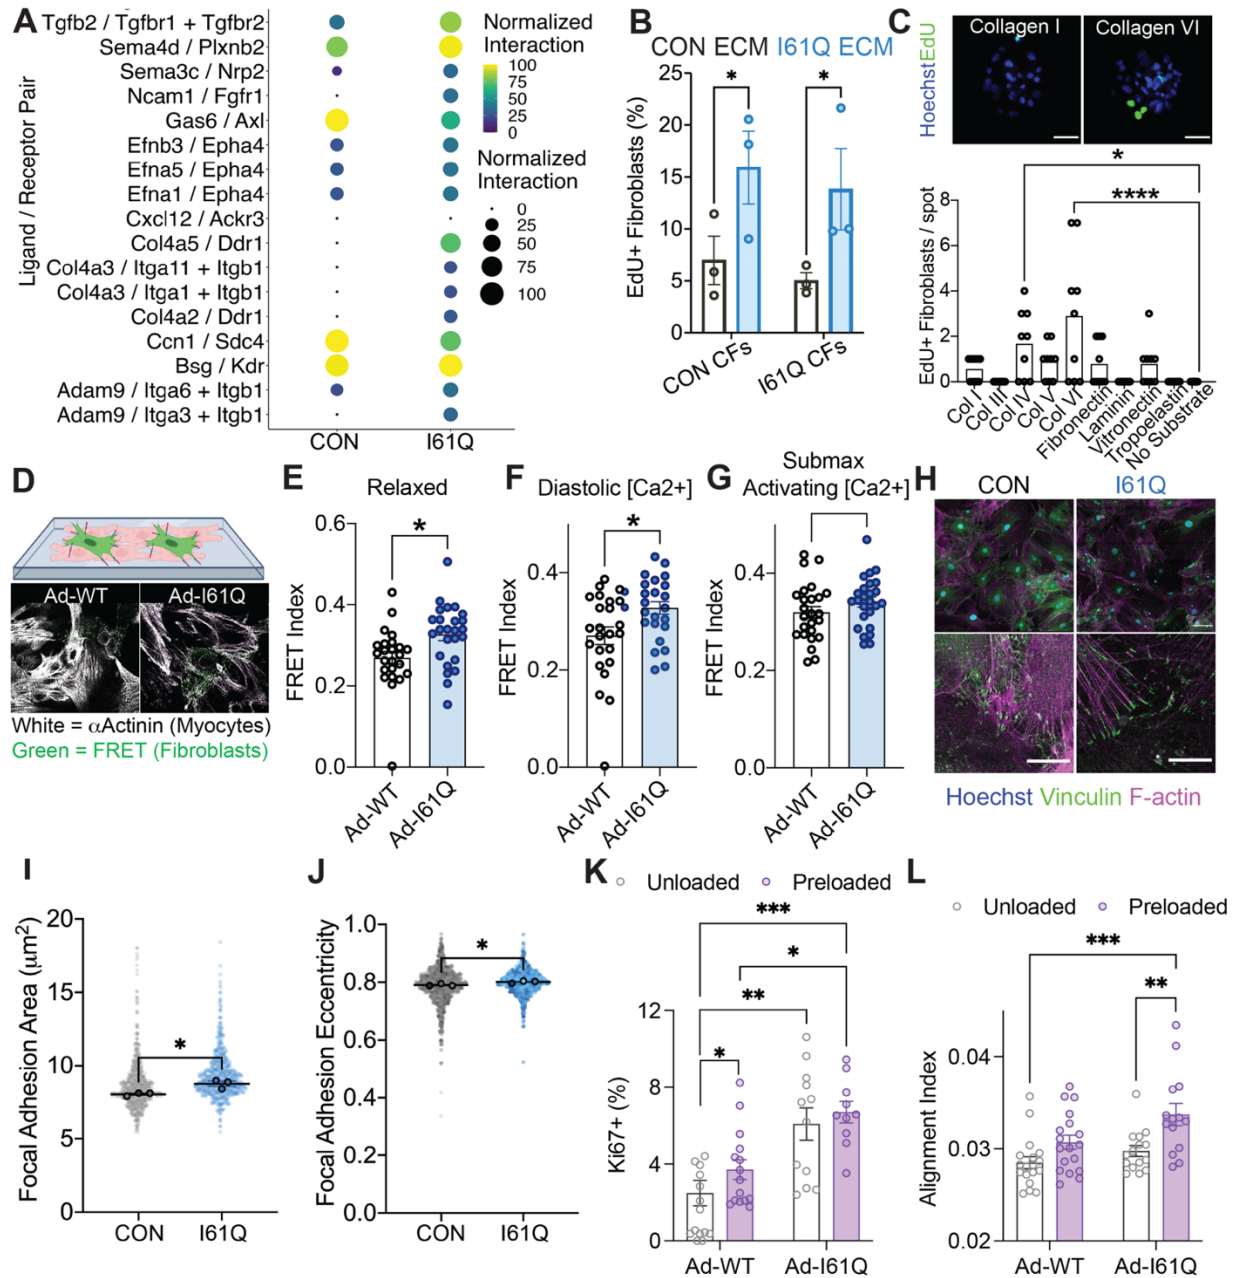 A
Ligand / Receptor Pair
Tgfb2 / Tgfbr1 + Tgfbr2
Sema4d / Plxnb2
Sema3c / Nrp2
Ncam1 / Fgfr1
Gas6 / Axl
Efnb3 / Epha4
Efna5 / Epha4
Efna1 / Epha4
Cxcl12 / Ackr3
Col4a5 / Ddr1
Col4a3 / Itga11 + Itgb1
Col4a3 / Itga1 + Itgb1
Col4a2 / Ddr1
Ccn1 / Sdc4
Bsg / Kdr
Adam9 / Itga6 + Itgb1
Adam9 / Itga3 + Itgb1
CON I61Q
Normalized
Interaction
100
75
50
25
0
Normalized
Interaction
0
25
50
75
100
B
CON ECM I61Q ECM
EdU+ Fibroblasts (%)
25
20
15
10
5
0
* *
CON CFs
I61Q CFs
C
Hoechst EdU
Collagen I Collagen VI
EdU+ Fibroblasts / spot
8
6
4
2
0
*
****
Col I
Col III
Col IV
Col V
Col VI
Fibronectin
Laminin
Vitronectin
Tropoelastin
No Substrate
D
Ad-WT Ad-I61Q
White = αActinin (Myocytes)
Green = FRET (Fibroblasts)
E
Relaxed
FRET Index
0.6
0.4
0.2
0.0
*
Ad-WT
Ad-I61Q
F
Diastolic [Ca2+]
FRET Index
0.4
0.2
0.0
*
Ad-WT
Ad-I61Q
G
Submax
Activating [Ca2+]
FRET Index
0.4
0.2
0.0
Ad-WT
Ad-I61Q
H
CON I61Q
Hoechst Vinculin F-actin
I
Focal Adhesion Area (μm²)
20
15
10
5
0
*
CON I61Q
J
Focal Adhesion Eccentricity
1.0
0.8
0.6
0.4
0.2
0.0
*
CON I61Q
K
Unloaded Preloaded
Ki67+ (%)
12
8
4
0
***
*
**
*
Ad-WT Ad-I61Q
L
Unloaded Preloaded
Alignment Index
0.04
0.03
0.02
***
**
Ad-WT Ad-I61Q